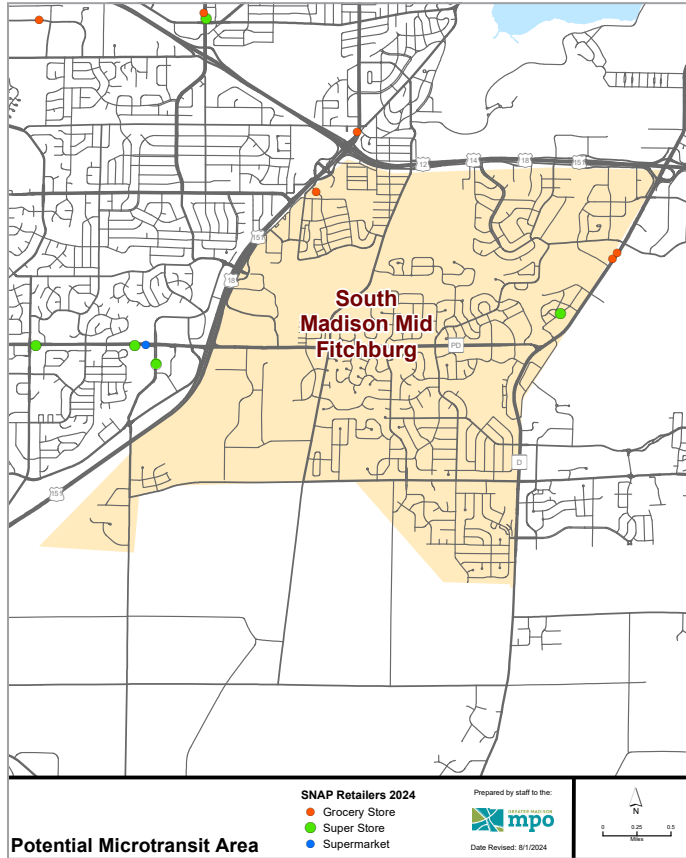 12
14
18
151
151
18
South
Madison Mid
Fitchburg
PD
D
151
Potential Microtransit Area
SNAP Retailers 2024
Grocery Store
Super Store
Supermarket
Prepared by staff to the:
GREATER MADISON
mpo
Date Revised: 8/1/2024
N
0 0.25 0.5
Miles